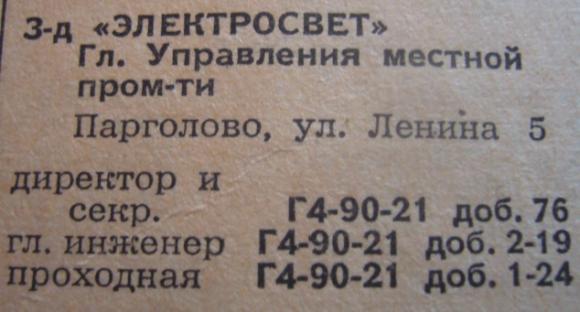 З-д «ЭЛЕКТРОСВЕТ»
Гл. Управления местной
пром-ти
Парголово, ул. Ленина 5
директор и
секр. Г4-90-21 доб. 76
гл. инженер Г4-90-21 доб. 2-19
проходная Г4-90-21 доб. 1-24